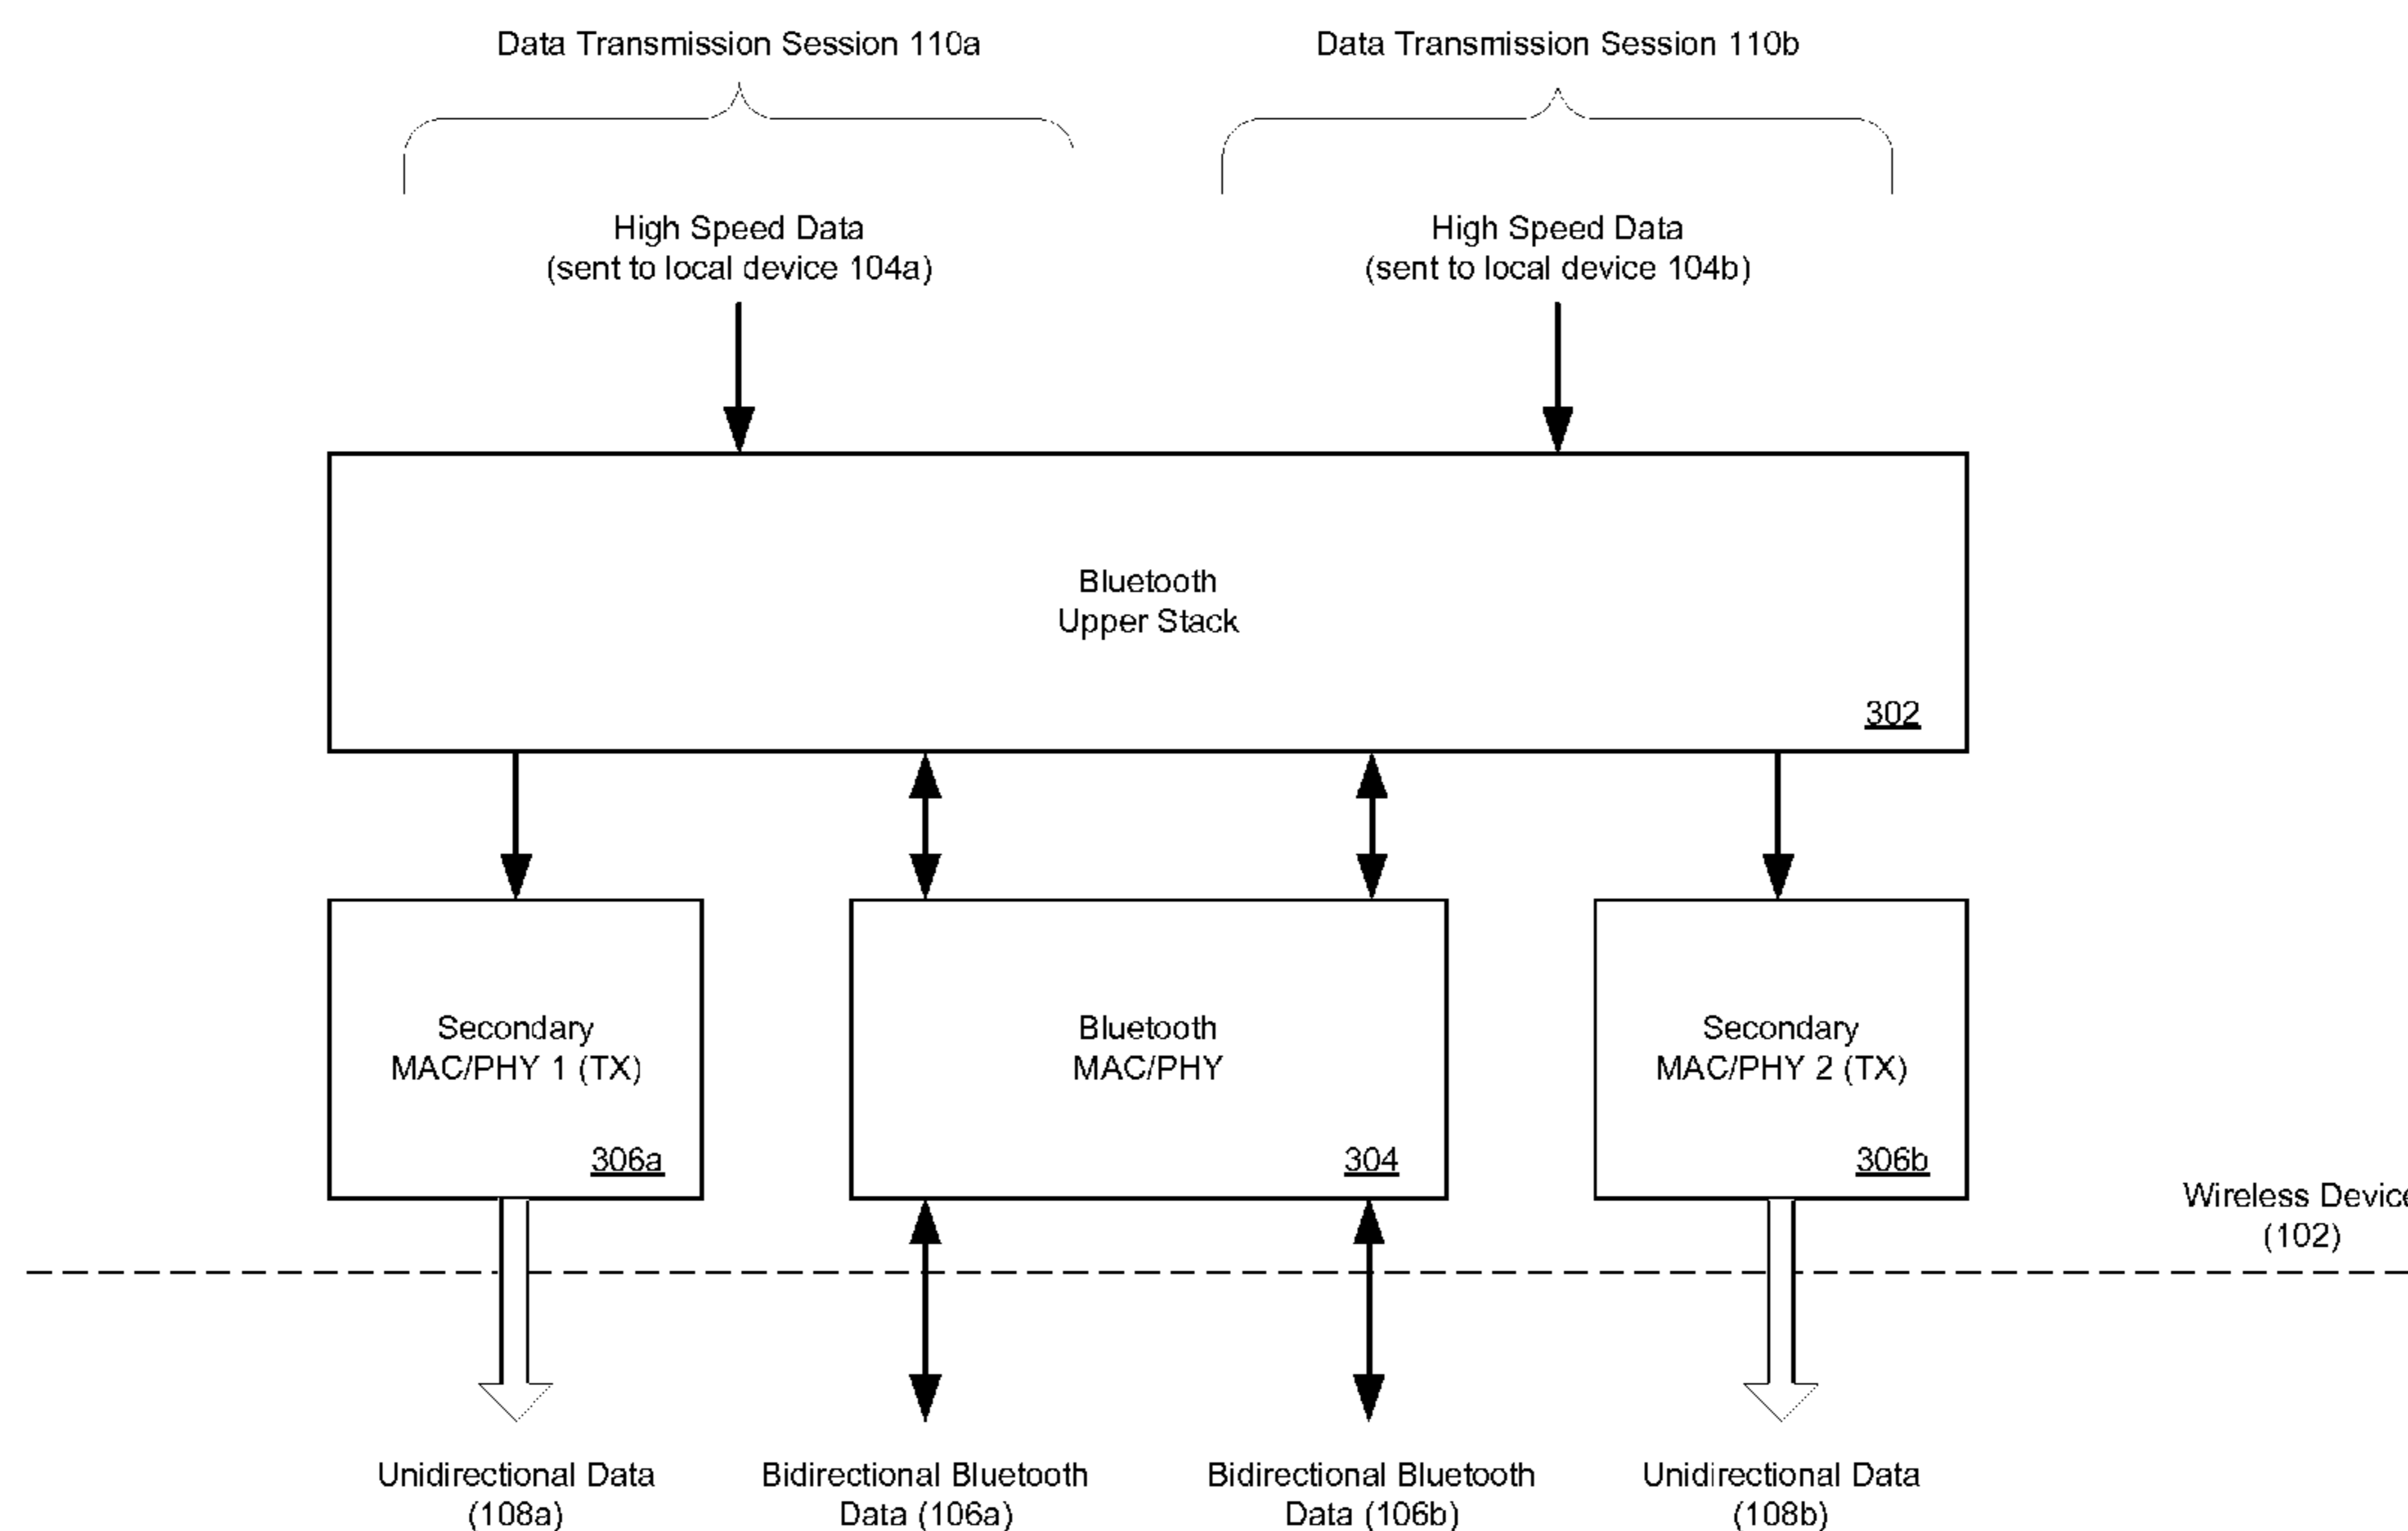 Data Transmission Session 110a
Data Transmission Session 110b
High Speed Data
(sent to local device 104a)
High Speed Data
(sent to local device 104b)
Bluetooth
Upper Stack
302
Secondary
MAC/PHY 1 (TX)
306a
Bluetooth
MAC/PHY
304
Secondary
MAC/PHY 2 (TX)
306b
Wireless Device
(102)
Unidirectional Data
(108a)
Bidirectional Bluetooth
Data (106a)
Bidirectional Bluetooth
Data (106b)
Unidirectional Data
(108b)